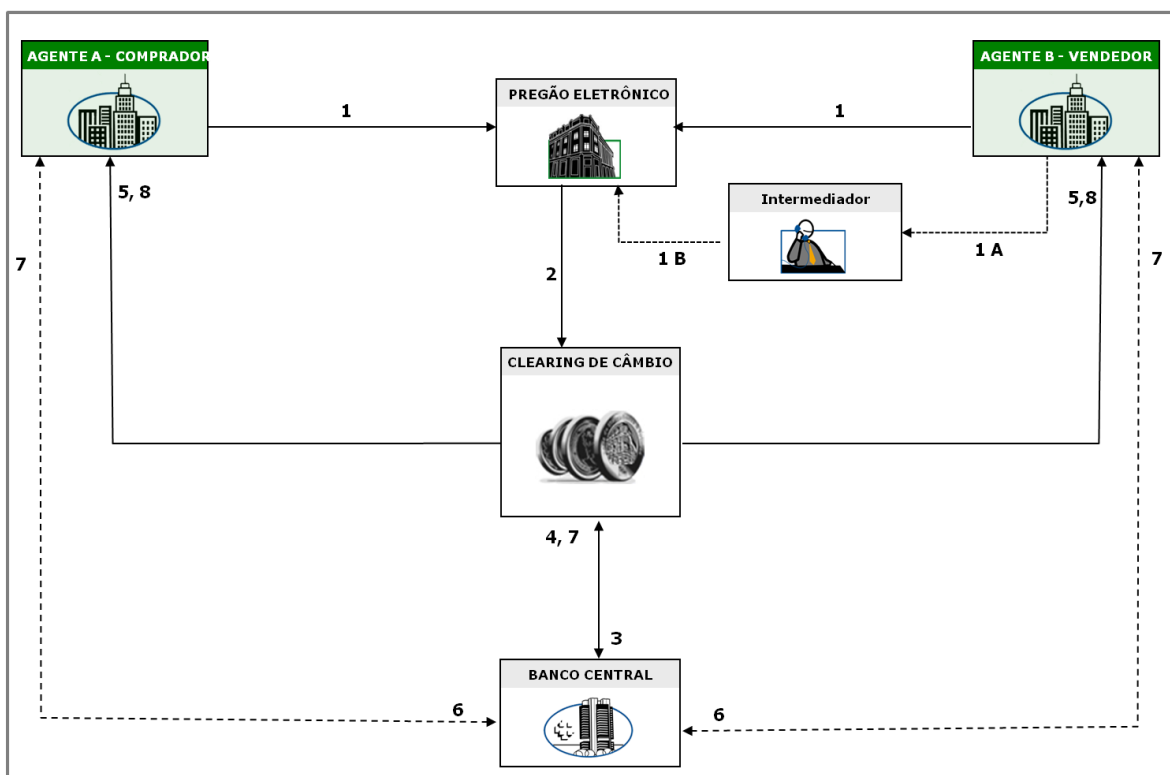 AGENTE A - COMPRADOR
AGENTE B - VENDEDOR
PREGÃO ELETRÔNICO
1
1
Intermediador
5, 8
5,8
1 B
1 A
7
7
2
CLEARING DE CÂMBIO
4, 7
3
BANCO CENTRAL
6
6